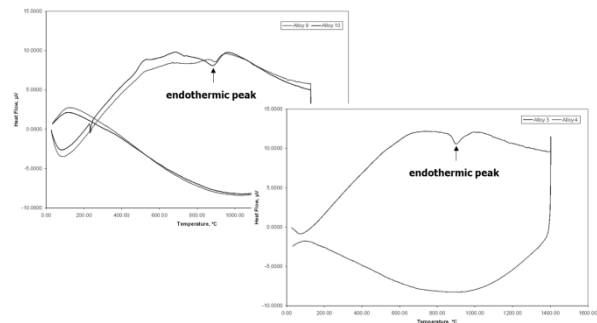 15.0000
Alloy 9 Alloy 10
10.0000
endothermic peak
5.0000
Heat Flow, µV
0.0000
-5.0000
-10.0000
0.00 200.00 400.00 600.00 800.00 1000.00
Temperature, °C
15.0000
Alloy 3 Alloy 4
10.0000
endothermic peak
5.0000
Heat Flow, µV
0.0000
-5.0000
-10.0000
0.00 200.00 400.00 600.00 800.00 1000.00 1200.00 1400.00 1600.00
Temperature, °C